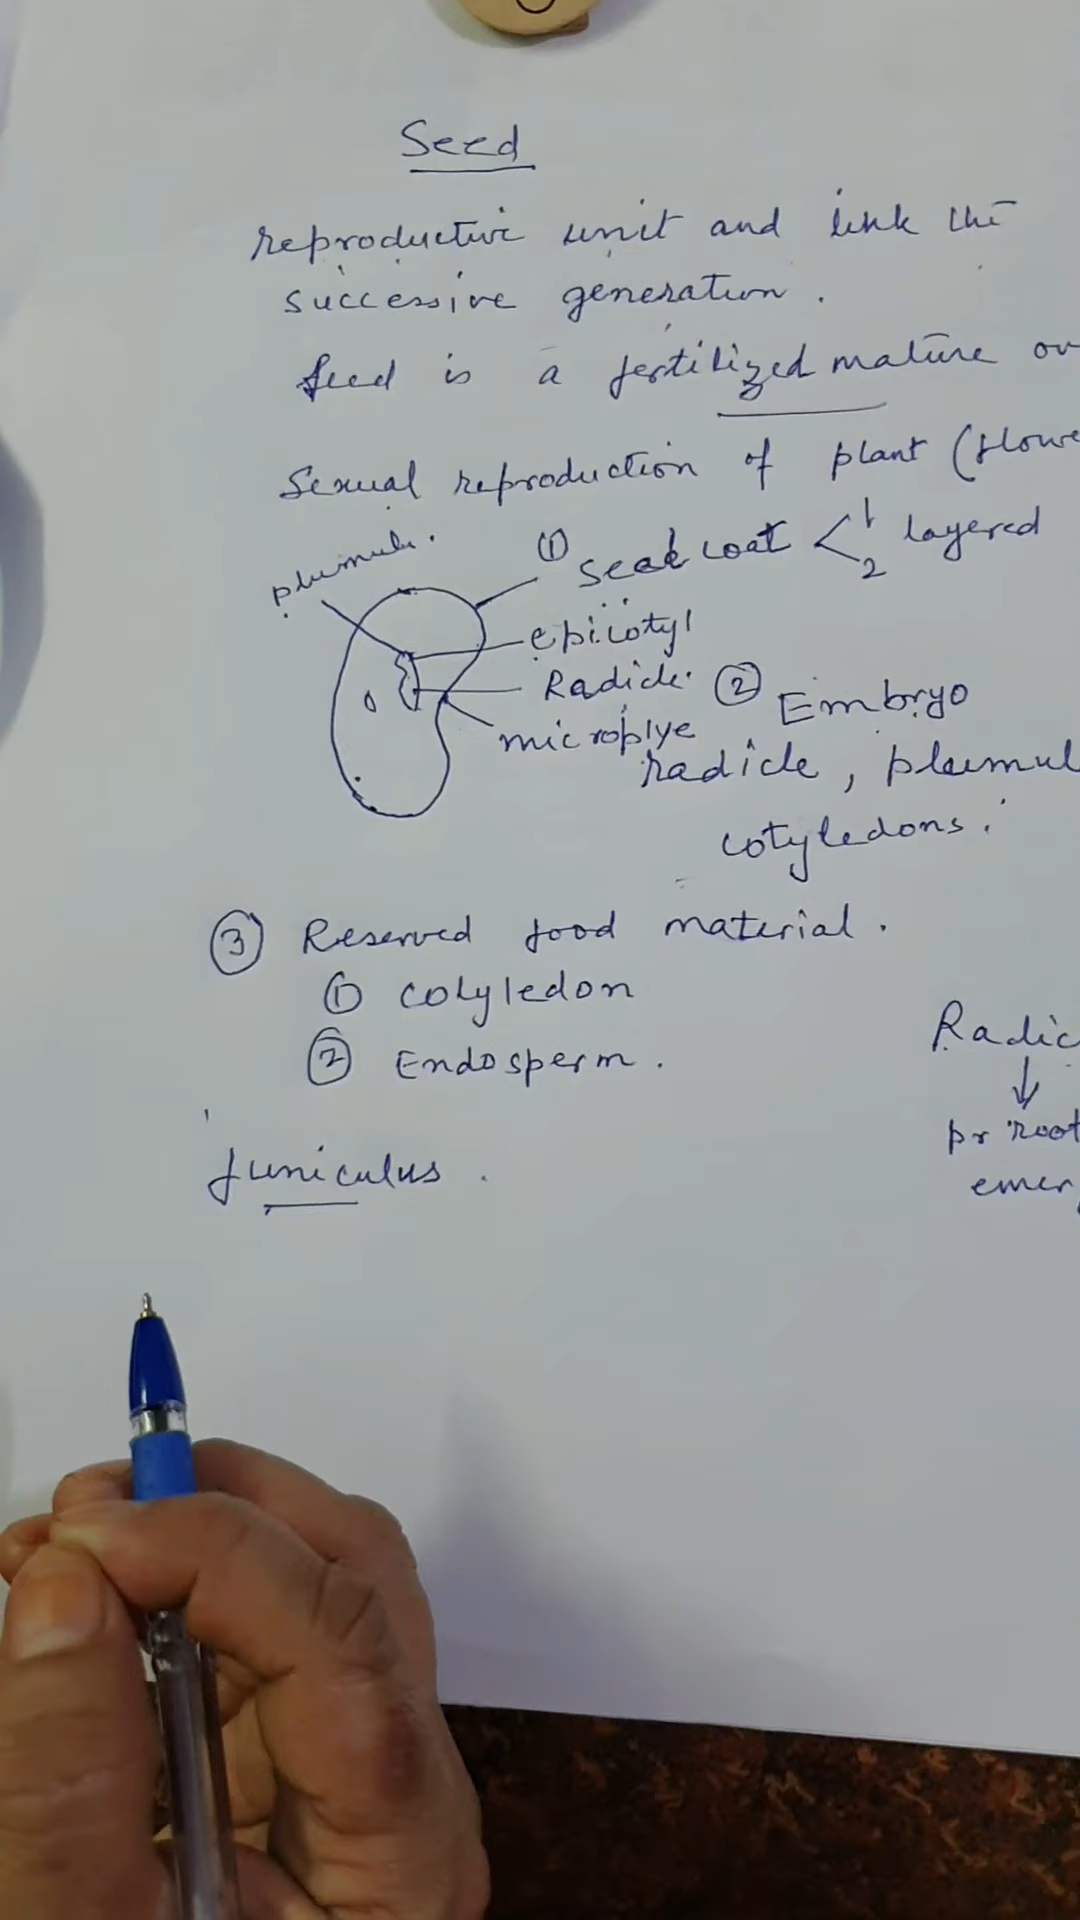 Seed
reproductive unit and link the
successive generation.
Seed is a fertilized mature ov
Sexual reproduction of plant (flowe
plumule.
① Seed coat < 1 layered
2
epicotyl
Radicle.
② Embryo
microplye
radicle, plumul
cotyledons.
③ Reserved food material.
① Cotyledon
② Endosperm.
Radic
↓
pr root
emer
funiculus.